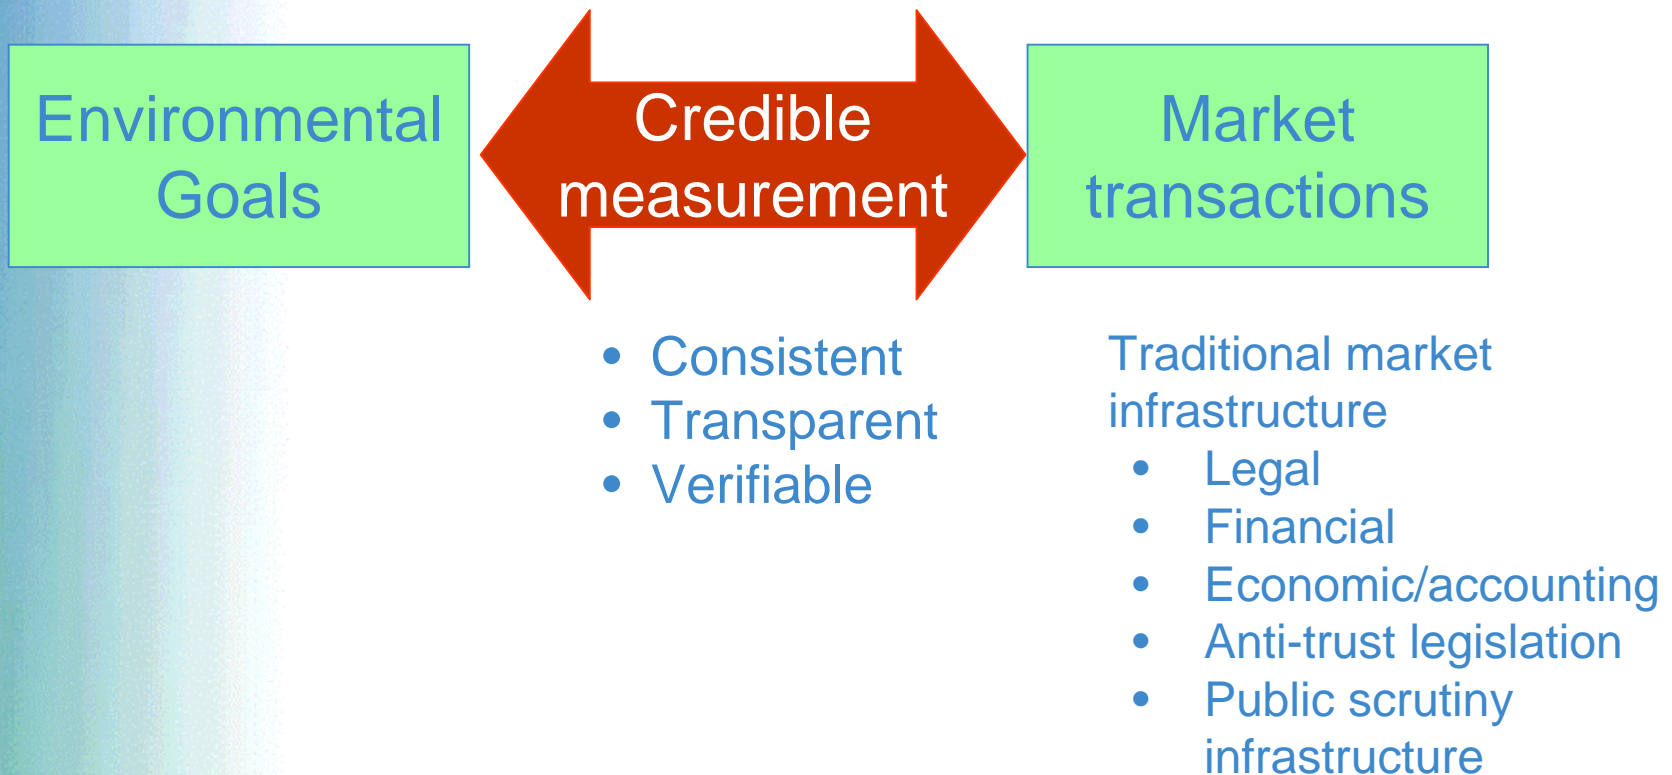 Environmental
Goals
Credible
measurement
Market
transactions
• Consistent
• Transparent
• Verifiable
Traditional market
infrastructure
• Legal
• Financial
• Economic/accounting
• Anti-trust legislation
• Public scrutiny
infrastructure